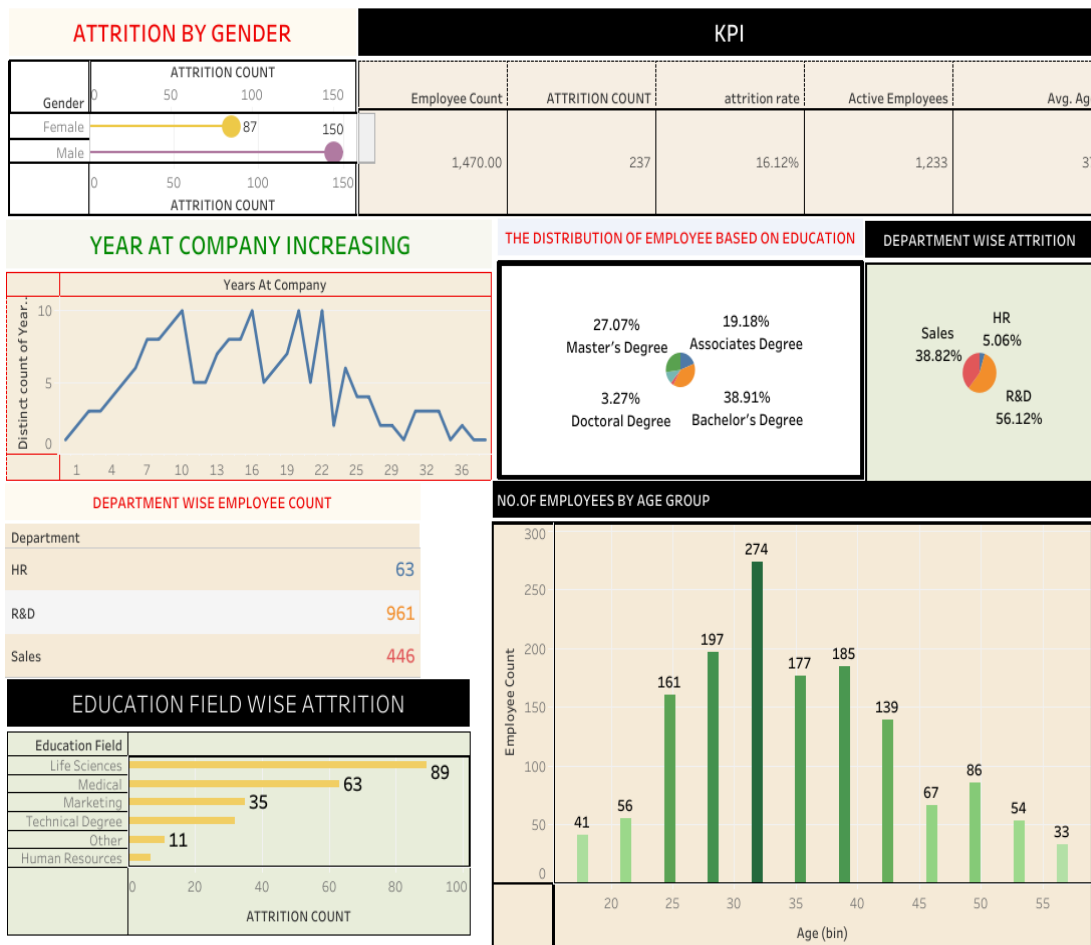 ATTRITION BY GENDER
KPI
ATTRITION COUNT
0 50 100 150
Gender
Female 87
Male 150
0 50 100 150
ATTRITION COUNT
Employee Count ATTRITION COUNT attrition rate Active Employees Avg. Ag
1,470.00 237 16.12% 1,233 37
YEAR AT COMPANY INCREASING
Years At Company
Distinct count of Year..
10
5
0
1 4 7 10 13 16 19 22 25 29 32 36
THE DISTRIBUTION OF EMPLOYEE BASED ON EDUCATION
27.07%
Master's Degree
19.18%
Associates Degree
3.27%
Doctoral Degree
38.91%
Bachelor's Degree
DEPARTMENT WISE ATTRITION
Sales
38.82%
HR
5.06%
R&D
56.12%
DEPARTMENT WISE EMPLOYEE COUNT
Department
HR 63
R&D 961
Sales 446
EDUCATION FIELD WISE ATTRITION
Education Field
Life Sciences 89
Medical 63
Marketing 35
Technical Degree
Other 11
Human Resources
0 20 40 60 80 100
ATTRITION COUNT
NO.OF EMPLOYEES BY AGE GROUP
Employee Count
300
250
200
150
100
50
0
41 56 161 197 274 177 185 139 67 86 54 33
20 25 30 35 40 45 50 55
Age (bin)